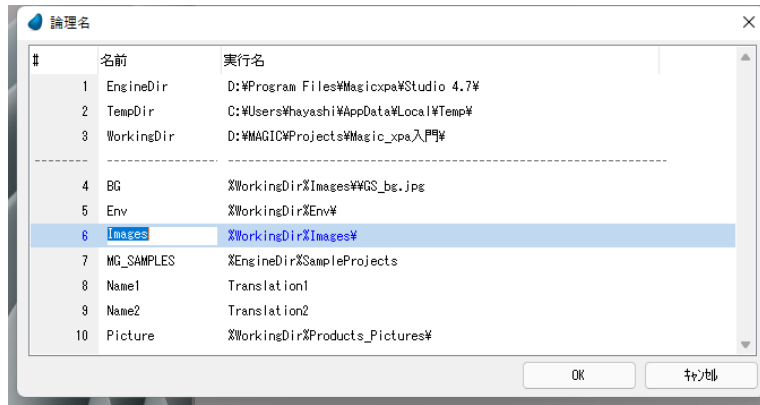 論理名
# 名前 実行名
1 EngineDir D:¥Program Files¥Magicxpa¥Studio 4.7¥
2 TempDir C:¥Users¥hayashi¥AppData¥Local¥Temp¥
3 WorkingDir D:¥MAGIC¥Projects¥Magic_xpa入門¥
4 BG %WorkingDir%Images¥¥GS_bg.jpg
5 Env %WorkingDir%Env¥
6 Images %WorkingDir%Images¥
7 MG_SAMPLES %EngineDir%SampleProjects
8 Name1 Translation1
9 Name2 Translation2
10 Picture %WorkingDir%Products_Pictures¥
OK キャンセル